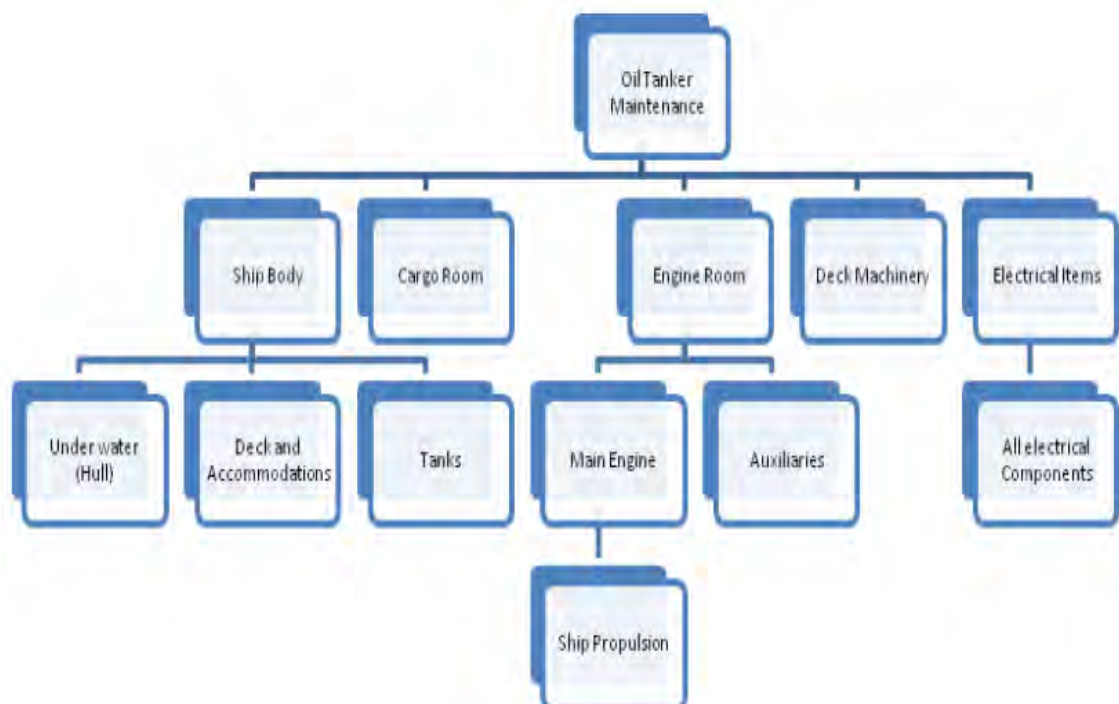 Oil Tanker
Maintenance
Ship Body
Cargo Room
Engine Room
Deck Machinery
Electrical Items
Under water
(Hull)
Deck and
Accommodations
Tanks
Main Engine
Auxiliaries
All electrical
Components
Ship Propulsion